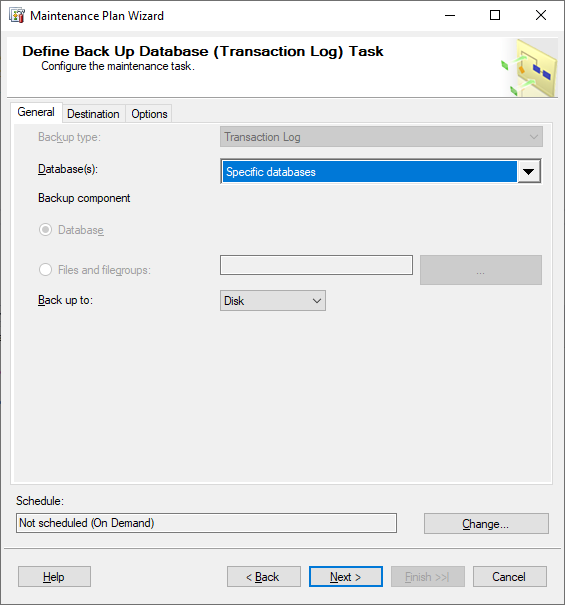 Maintenance Plan Wizard
Define Back Up Database (Transaction Log) Task
Configure the maintenance task.
General Destination Options
Backup type: Transaction Log
Database(s): Specific databases
Backup component
Database
Files and filegroups: ...
Back up to: Disk
Schedule:
Not scheduled (On Demand) Change...
Help < Back Next > Finish >>| Cancel